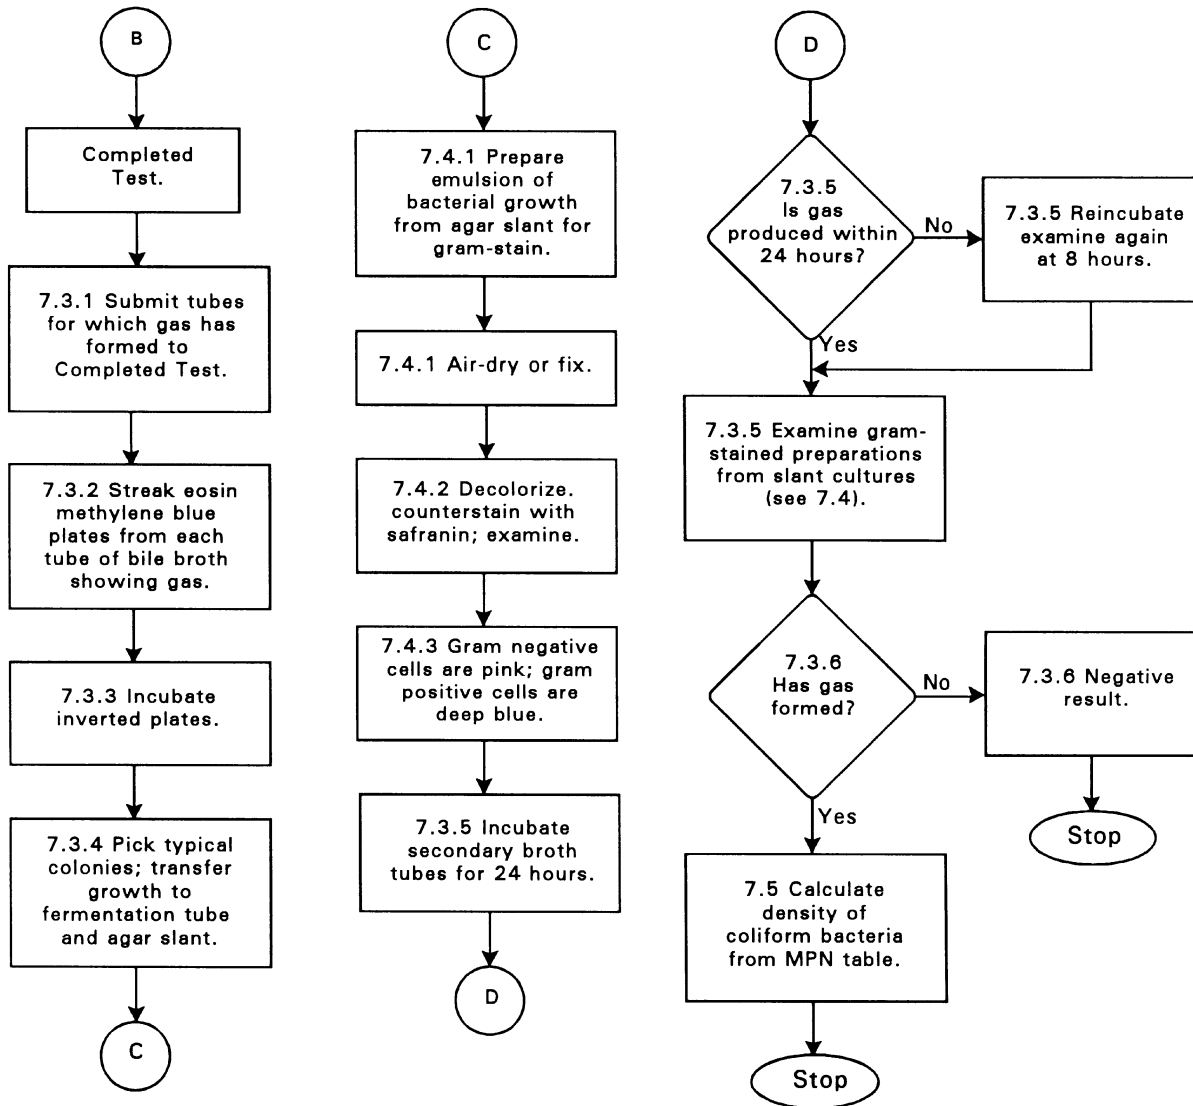 B
Completed
Test.
7.3.1 Submit tubes
for which gas has
formed to
Completed Test.
7.3.2 Streak eosin
methylene blue
plates from each
tube of bile broth
showing gas.
7.3.3 Incubate
inverted plates.
7.3.4 Pick typical
colonies; transfer
growth to
fermentation tube
and agar slant.
C
C
7.4.1 Prepare
emulsion of
bacterial growth
from agar slant for
gram-stain.
7.4.1 Air-dry or fix.
7.4.2 Decolorize.
counterstain with
safranin; examine.
7.4.3 Gram negative
cells are pink; gram
positive cells are
deep blue.
7.3.5 Incubate
secondary broth
tubes for 24 hours.
D
D
7.3.5
Is gas
produced within
24 hours?
No
7.3.5 Reincubate
examine again
at 8 hours.
Yes
7.3.5 Examine gram-
stained preparations
from slant cultures
(see 7.4).
7.3.6
Has gas
formed?
No
7.3.6 Negative
result.
Stop
Yes
7.5 Calculate
density of
coliform bacteria
from MPN table.
Stop